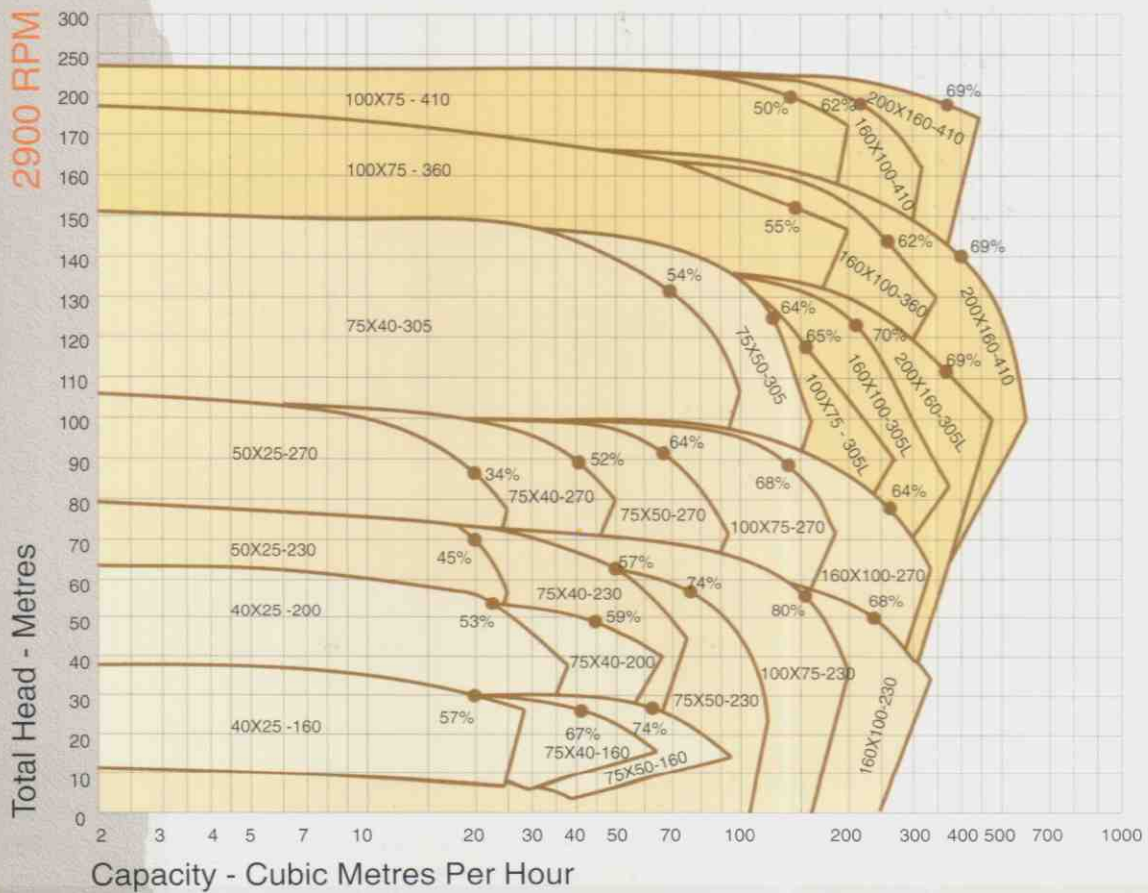 2900 RPM
Total Head - Metres
300
250
200
170
160
150
140
130
120
110
100
90
80
70
60
50
40
30
20
10
0
100X75 - 410
50%
62%
200X160-410
69%
160X100-410
100X75 - 360
55%
62%
69%
160X100-360
200X160-410
54%
64%
65%
70%
69%
75X40-305
75X50-305
100X75 - 305L
160X100-305L
200X160-305L
50X25-270
34%
52%
64%
68%
64%
75X40-270
75X50-270
100X75-270
160X100-270
50X25-230
45%
57%
74%
80%
68%
75X40-230
40X25 -200
53%
59%
75X40-200
75X50-230
100X75-230
160X100-230
40X25 -160
57%
67%
74%
75X40-160
75X50-160
2 3 4 5 7 10 20 30 40 50 70 100 200 300 400 500 700 1000
Capacity - Cubic Metres Per Hour